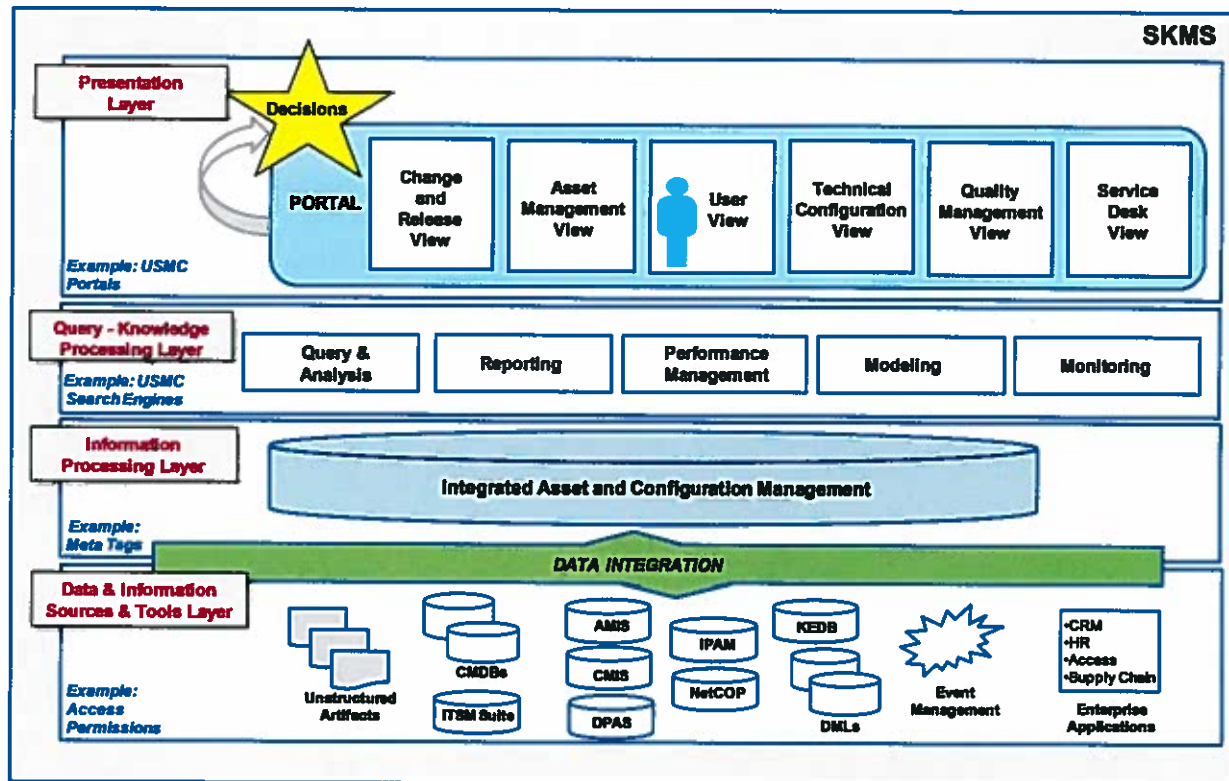 SKMS
Presentation
Layer
Decisions
PORTAL
Change
and
Release
View
Asset
Management
View
User
View
Technical
Configuration
View
Quality
Management
View
Service
Desk
View
Example: USMC
Portals
Query - Knowledge
Processing Layer
Query &
Analysis
Reporting
Performance
Management
Modeling
Monitoring
Example: USMC
Search Engines
Information
Processing Layer
Integrated Asset and Configuration Management
Example:
Meta Tags
DATA INTEGRATION
Data & Information
Sources & Tools Layer
Unstructured
Artifacts
CMDBs
ITSM Suite
AMIS
CMIS
DPAS
IPAM
NetCOP
KEDB
DMLs
Event
Management
•CRM
•HR
•Access
•Supply Chain
Enterprise
Applications
Example:
Access
Permissions